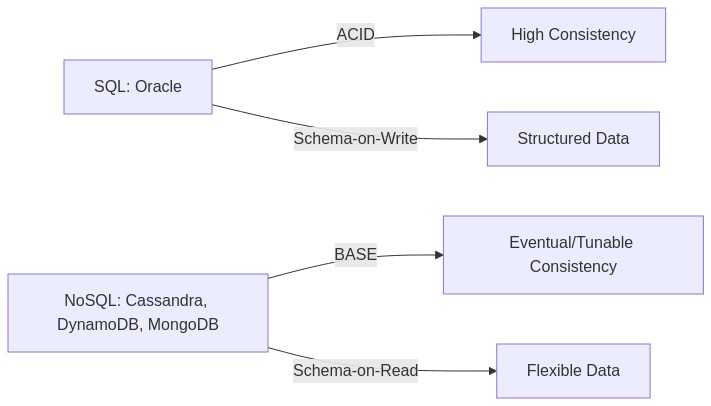 SQL: Oracle
ACID
High Consistency
Schema-on-Write
Structured Data
NoSQL: Cassandra,
DynamoDB, MongoDB
BASE
Eventual/Tunable
Consistency
Schema-on-Read
Flexible Data